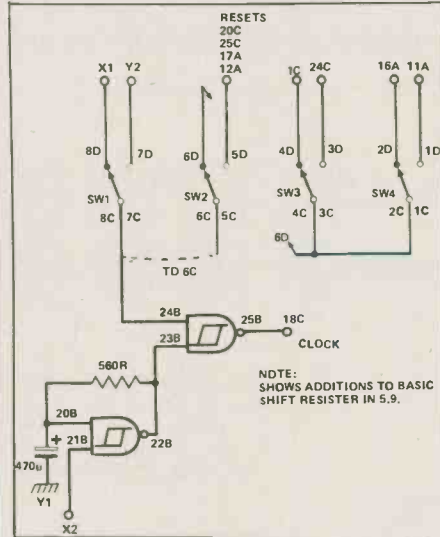 RESETS
20C
25C
17A
12A
X1 Y2 1C 24C 16A 11A
8D 7D 6D 5D 4D 3D 2D 1D
SW1 SW2 SW3 SW4
8C 7C 6C 5C 4C 3C 2C 1C
6D
TD 6C
24B
25B 18C
23B CLOCK
560R
NDTE:
SHOWS ADDITIONS TO BASIC
SHIFT RESISTER IN 5.9.
20B
+ 21B 22B
470u
Y1
X2